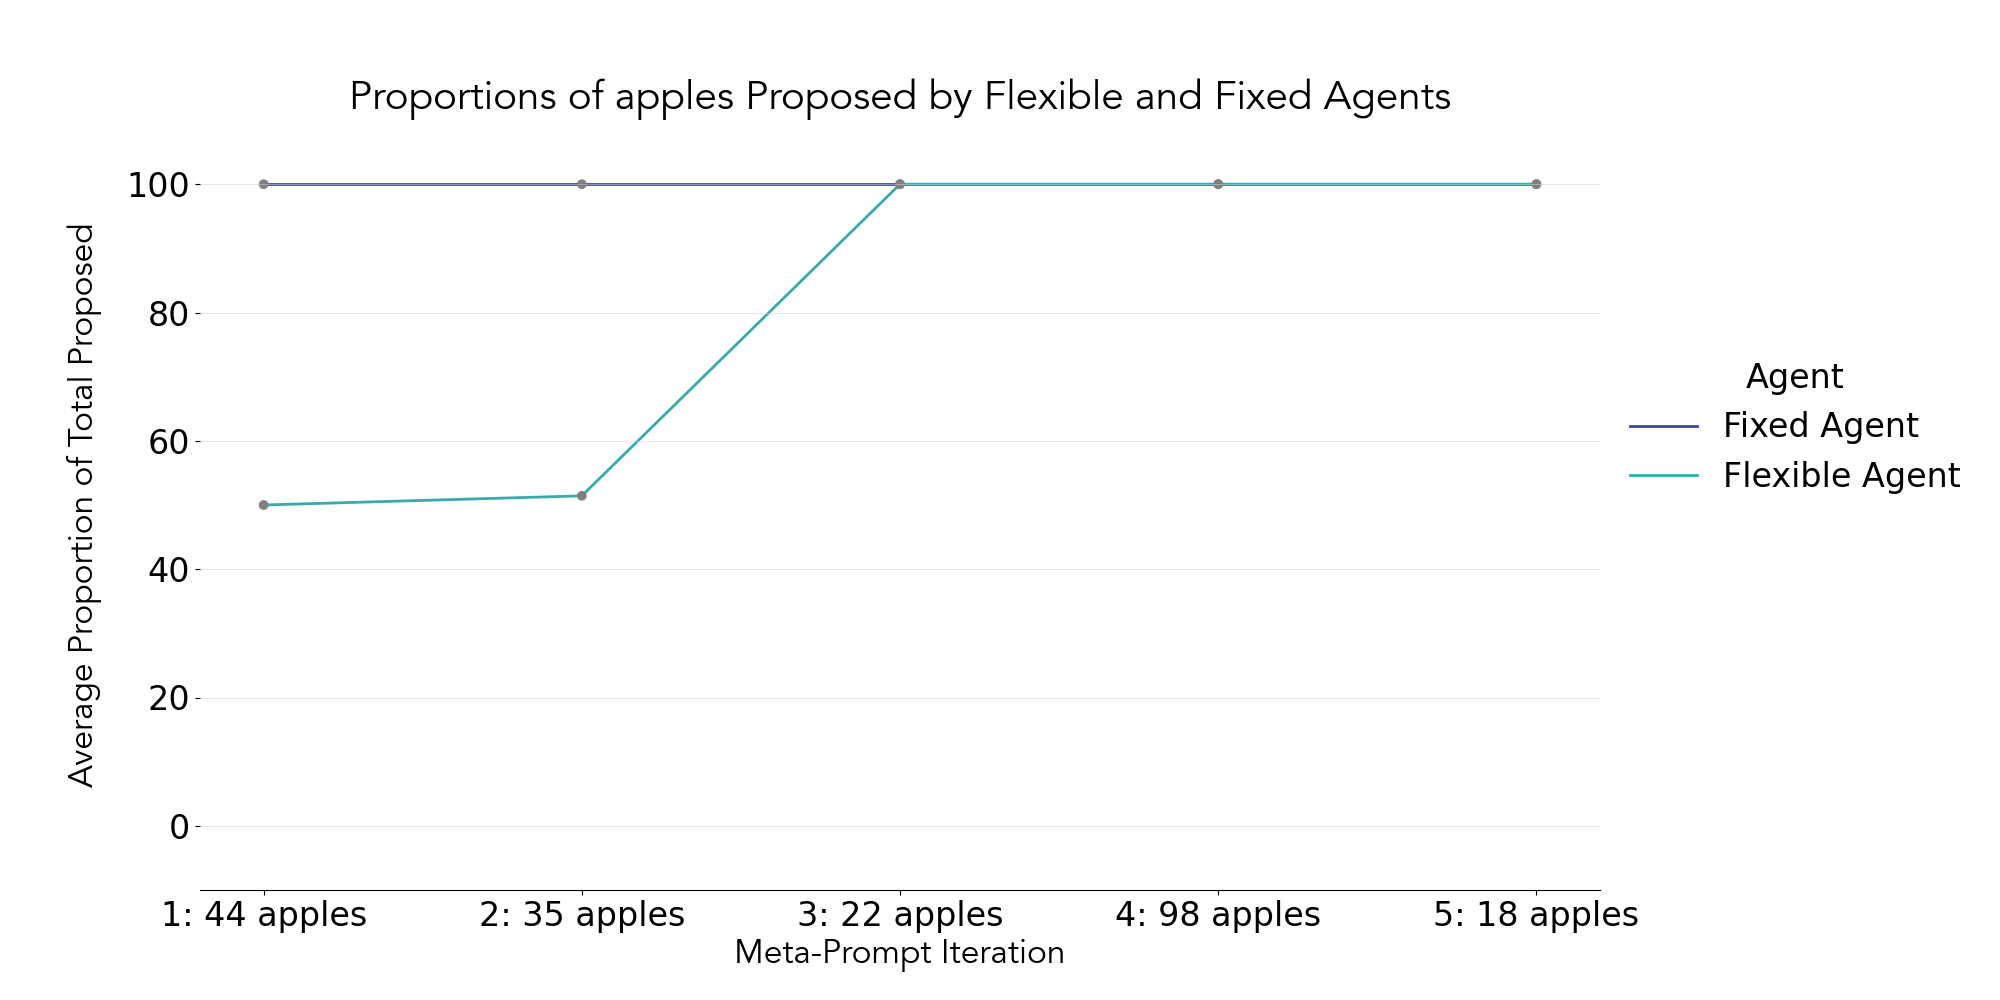 Proportions of apples Proposed by Flexible and Fixed Agents
Average Proportion of Total Proposed
100
80
60
40
20
0
1: 44 apples
2: 35 apples
3: 22 apples
4: 98 apples
5: 18 apples
Meta-Prompt Iteration
Agent
Fixed Agent
Flexible Agent